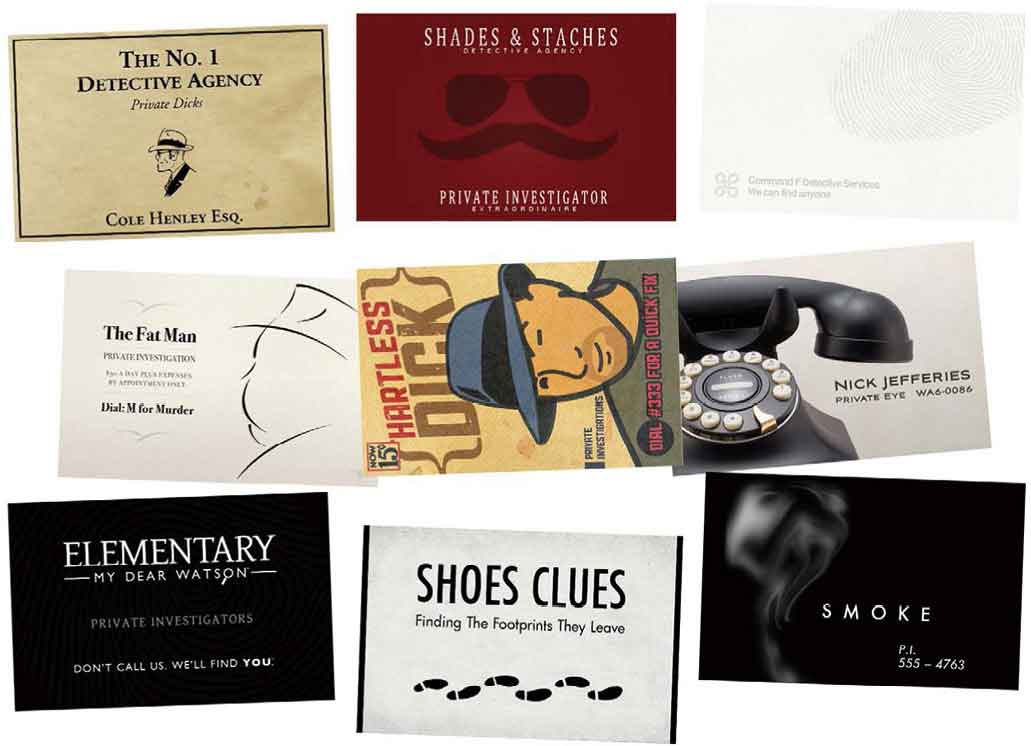 THE NO. 1
DETECTIVE AGENCY
Private Dicks
COLE HENLEY ESQ.
SHADES & STACHES
DETECTIVE AGENCY
PRIVATE INVESTIGATOR
EXTRAORDINAIRE
Command F Detective Services
We can find anyone
The Fat Man
PRIVATE INVESTIGATION
A DAY PLUS EXPENSES
BY APPOINTMENT ONLY
Dial: M for Murder
HARTLESS
{DICK}
NOW
15¢
PRIVATE
INVESTIGATIONS
DIAL #333 FOR A QUICK FIX
NICK JEFFERIES
PRIVATE EYE WA6-0086
ELEMENTARY
MY DEAR WATSON
PRIVATE INVESTIGATORS
DON'T CALL US. WE'LL FIND YOU.
SHOES CLUES
Finding The Footprints They Leave
SMOKE
P.I.
555 – 4763